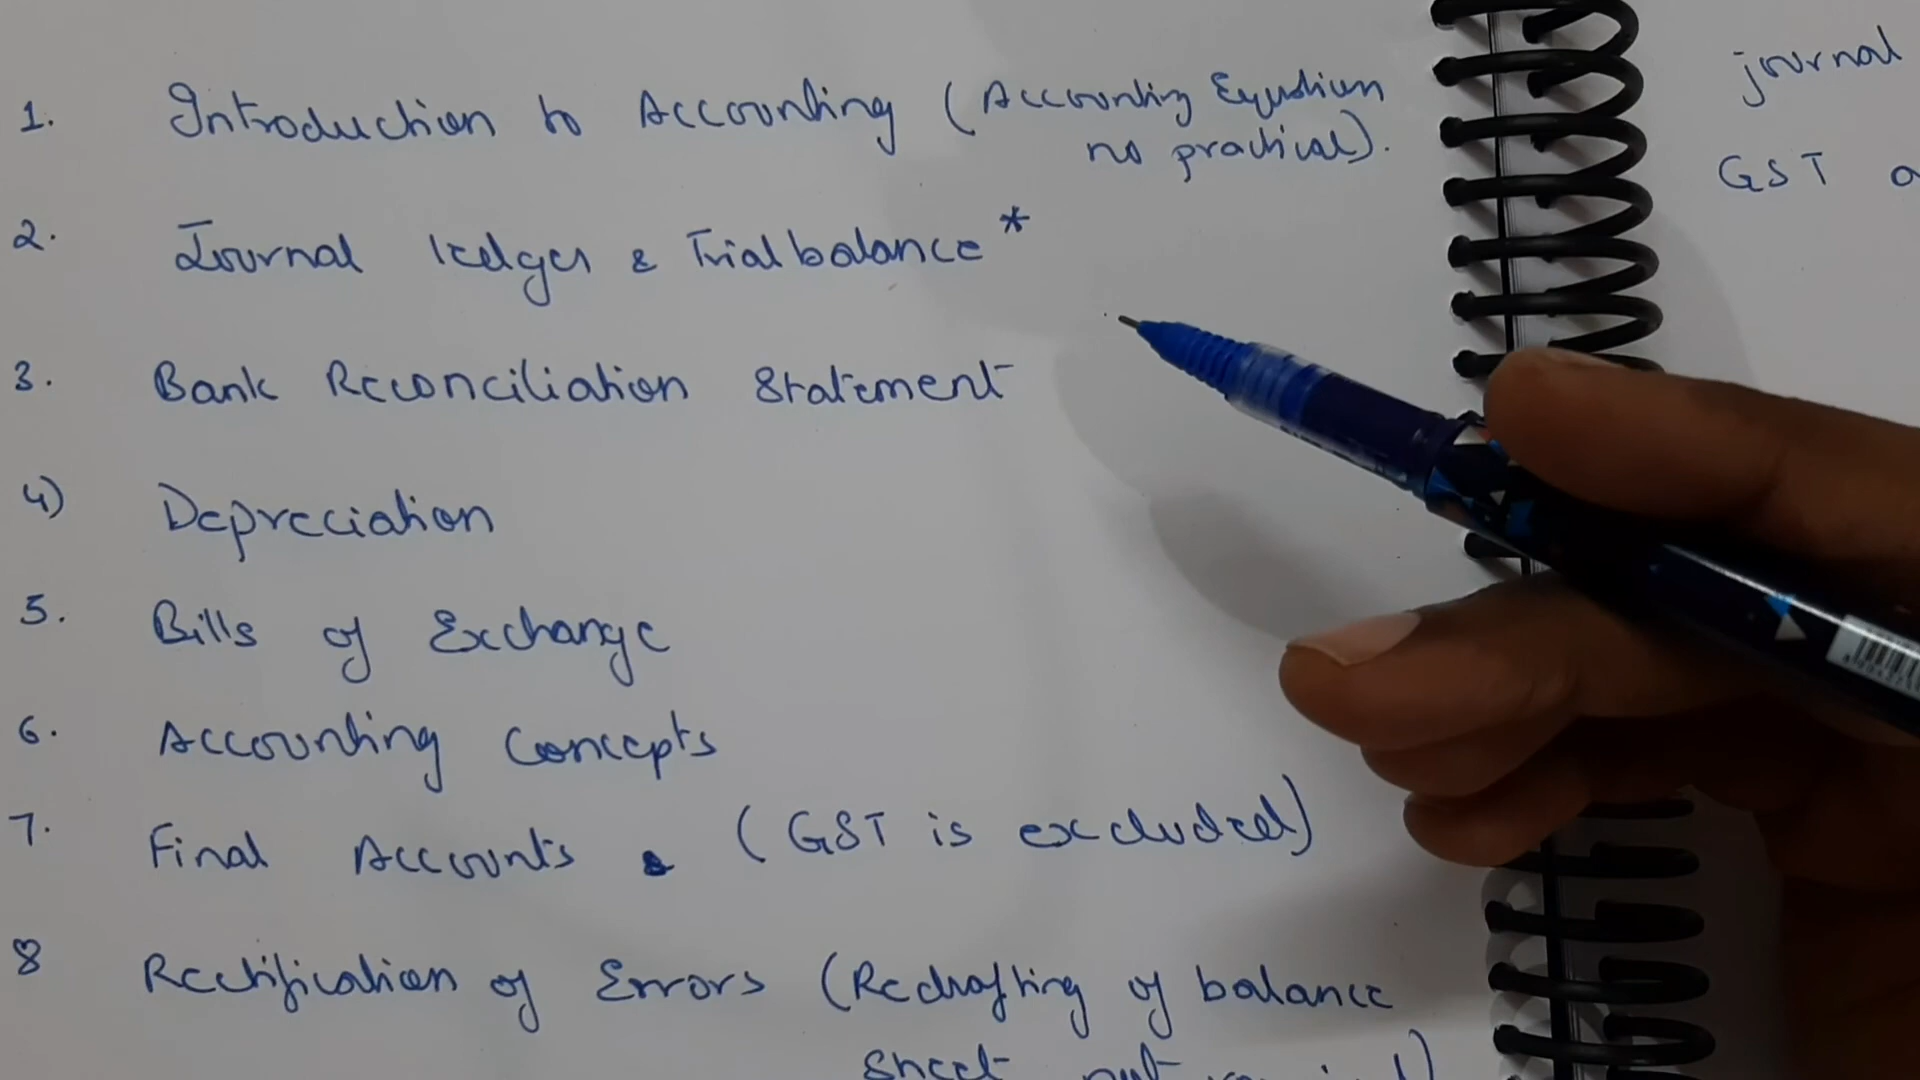 1. Introduction to Accounting (Accounting Equation
no practical).
2. Journal ledger & Trial balance *
3. Bank Reconciliation Statement
4) Depreciation
5. Bills of Exchange
6. Accounting Concepts
7. Final Accounts (GST is excluded)
8 Rectification of Errors (Redrafting of balance
Sheet not
journal
GST